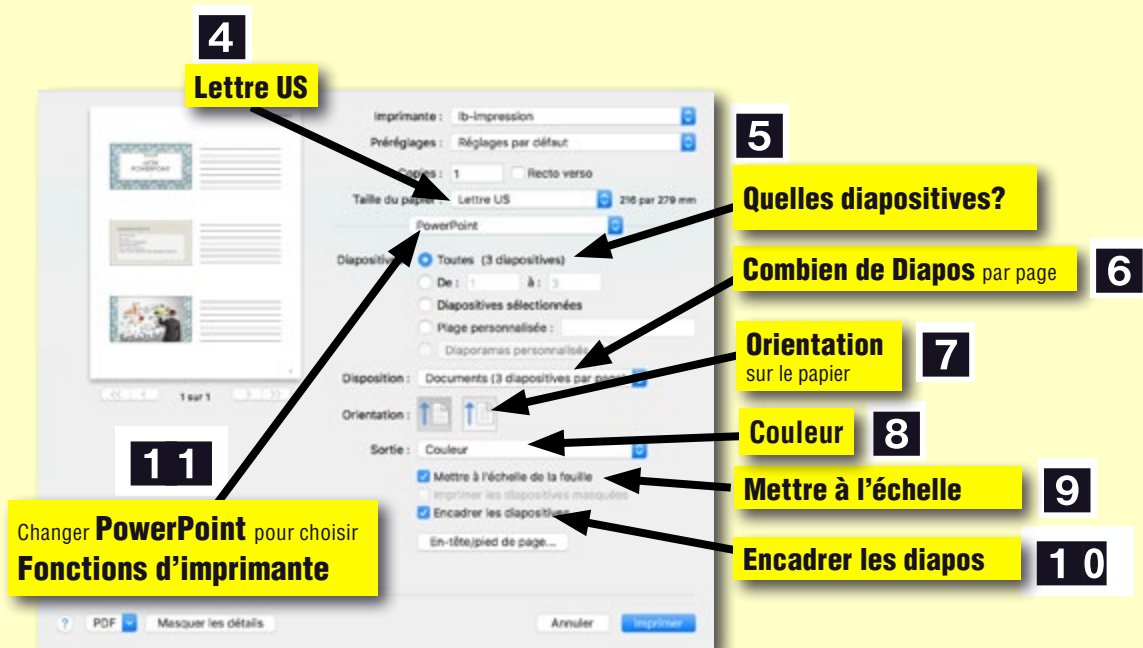 4
Lettre US
Imprimante : lb-impression
Préréglages : Réglages par défaut
Copies : 1 Recto verso
Taille du papier : Lettre US 216 par 279 mm
PowerPoint
Toutes (3 diapositives)
De : 1 à : 3
Diapositives sélectionnées
Plage personnalisée :
Diaporamas personnalisés
Disposition : Documents (3 diapositives par page)
Orientation :
Sortie : Couleur
Mettre à l'échelle de la feuille
Imprimer les diapositives masquées
Encadrer les diapositives
En-tête/pied de page...
1 sur 1
? PDF Masquer les détails Annuler Imprimer
5
Quelles diapositives?
Combien de Diapos par page 6
Orientation
sur le papier
7
Couleur 8
Mettre à l’échelle 9
Encadrer les diapos 10
11
Changer PowerPoint pour choisir
Fonctions d’imprimante